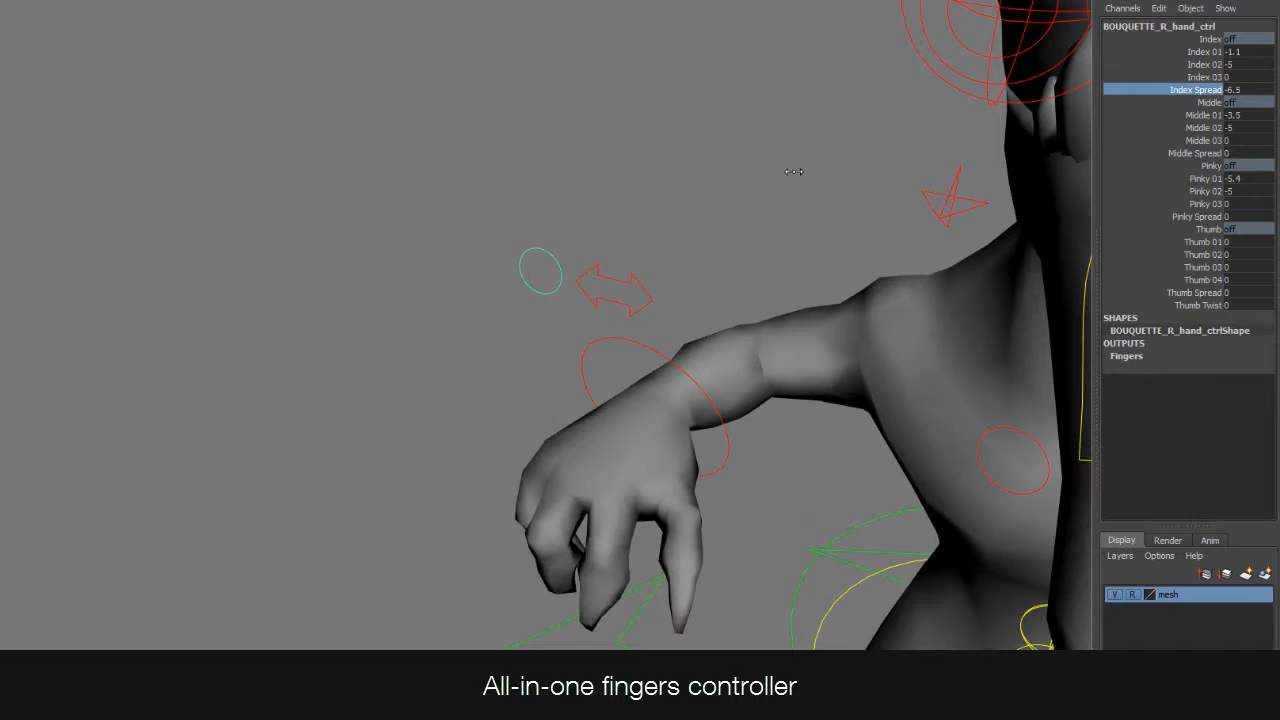 Channels Edit Object Show
BOUQUETTE_R_hand_ctrl
Index off
Index 01 -1.1
Index 02 -5
Index 03 0
Index Spread -6.5
Middle off
Middle 01 -3.5
Middle 02 -5
Middle 03 0
Middle Spread 0
Pinky off
Pinky 01 -5.4
Pinky 02 -5
Pinky 03 0
Pinky Spread 0
Thumb off
Thumb 01 0
Thumb 02 0
Thumb 03 0
Thumb 04 0
Thumb Spread 0
Thumb Twist 0
SHAPES
BOUQUETTE_R_hand_ctrlShape
OUTPUTS
Fingers
Display Render Anim
Layers Options Help
V R mesh
All-in-one fingers controller